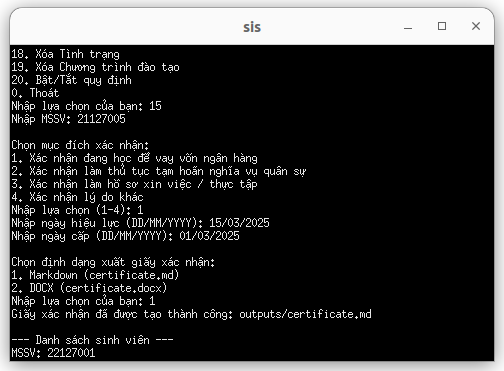 sis
18. Xóa Tình trạng
19. Xóa Chương trình đào tạo
20. Bật/Tắt quy định
0. Thoát
Nhập lựa chọn của bạn: 15
Nhập MSSV: 21127005
Chọn mục đích xác nhận:
1. Xác nhận đang học để vay vốn ngân hàng
2. Xác nhận làm thủ tục tạm hoãn nghĩa vụ quân sự
3. Xác nhận làm hồ sơ xin việc / thực tập
4. Xác nhận lý do khác
Nhập lựa chọn (1-4): 1
Nhập ngày hiệu lực (DD/MM/YYYY): 15/03/2025
Nhập ngày cấp (DD/MM/YYYY): 01/03/2025
Chọn định dạng xuất giấy xác nhận:
1. Markdown (certificate.md)
2. DOCX (certificate.docx)
Nhập lựa chọn của bạn: 1
Giấy xác nhận đã được tạo thành công: outputs/certificate.md
--- Danh sách sinh viên ---
MSSV: 22127001